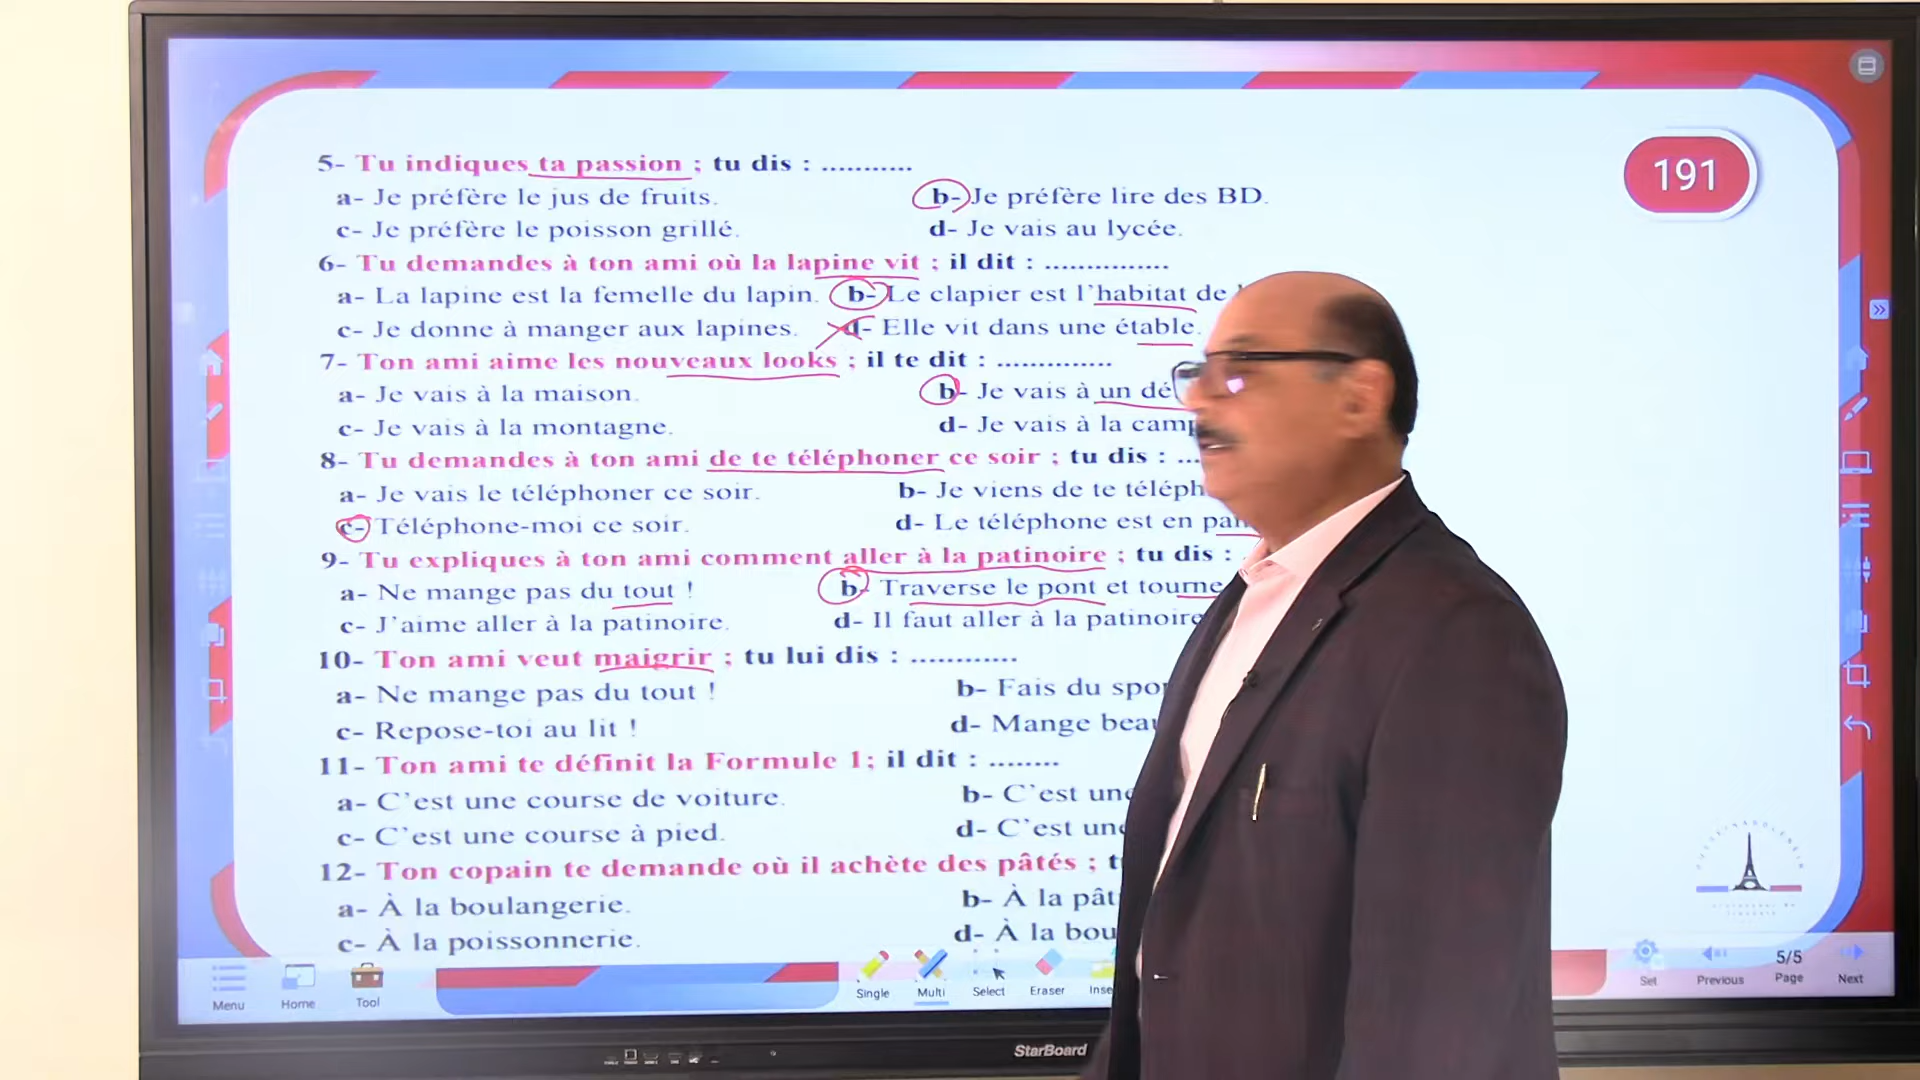 191
5- Tu indiques ta passion ; tu dis : ...........
a- Je préfère le jus de fruits. b- Je préfère lire des BD.
c- Je préfère le poisson grillé. d- Je vais au lycée.
6- Tu demandes à ton ami où la lapine vit ; il dit : ...............
a- La lapine est la femelle du lapin. b- Le clapier est l'habitat de
c- Je donne à manger aux lapines. d- Elle vit dans une étable.
7- Ton ami aime les nouveaux looks ; il te dit : ..............
a- Je vais à la maison. b- Je vais à un
c- Je vais à la montagne. d- Je vais à la
8- Tu demandes à ton ami de te téléphoner ce soir ; tu dis : ...
a- Je vais le téléphoner ce soir. b- Je viens de te
c- Téléphone-moi ce soir. d- Le téléphone est en
9- Tu expliques à ton ami comment aller à la patinoire ; tu dis :
a- Ne mange pas du tout ! b- Traverse le pont et tourne
c- J'aime aller à la patinoire. d- Il faut aller à la patinoire
10- Ton ami veut maigrir ; tu lui dis : ............
a- Ne mange pas du tout ! b- Fais du
c- Repose-toi au lit ! d- Mange
11- Ton ami te définit la Formule 1; il dit : ........
a- C'est une course de voiture. b- C'est
c- C'est une course à pied. d- C'est
12- Ton copain te demande où il achète des pâtés ;
a- À la boulangerie. b- À la
c- À la poissonnerie. d- À la
Menu Home Tool Single Multi Select Eraser Set Previous 5/5 Page Next
StarBoard